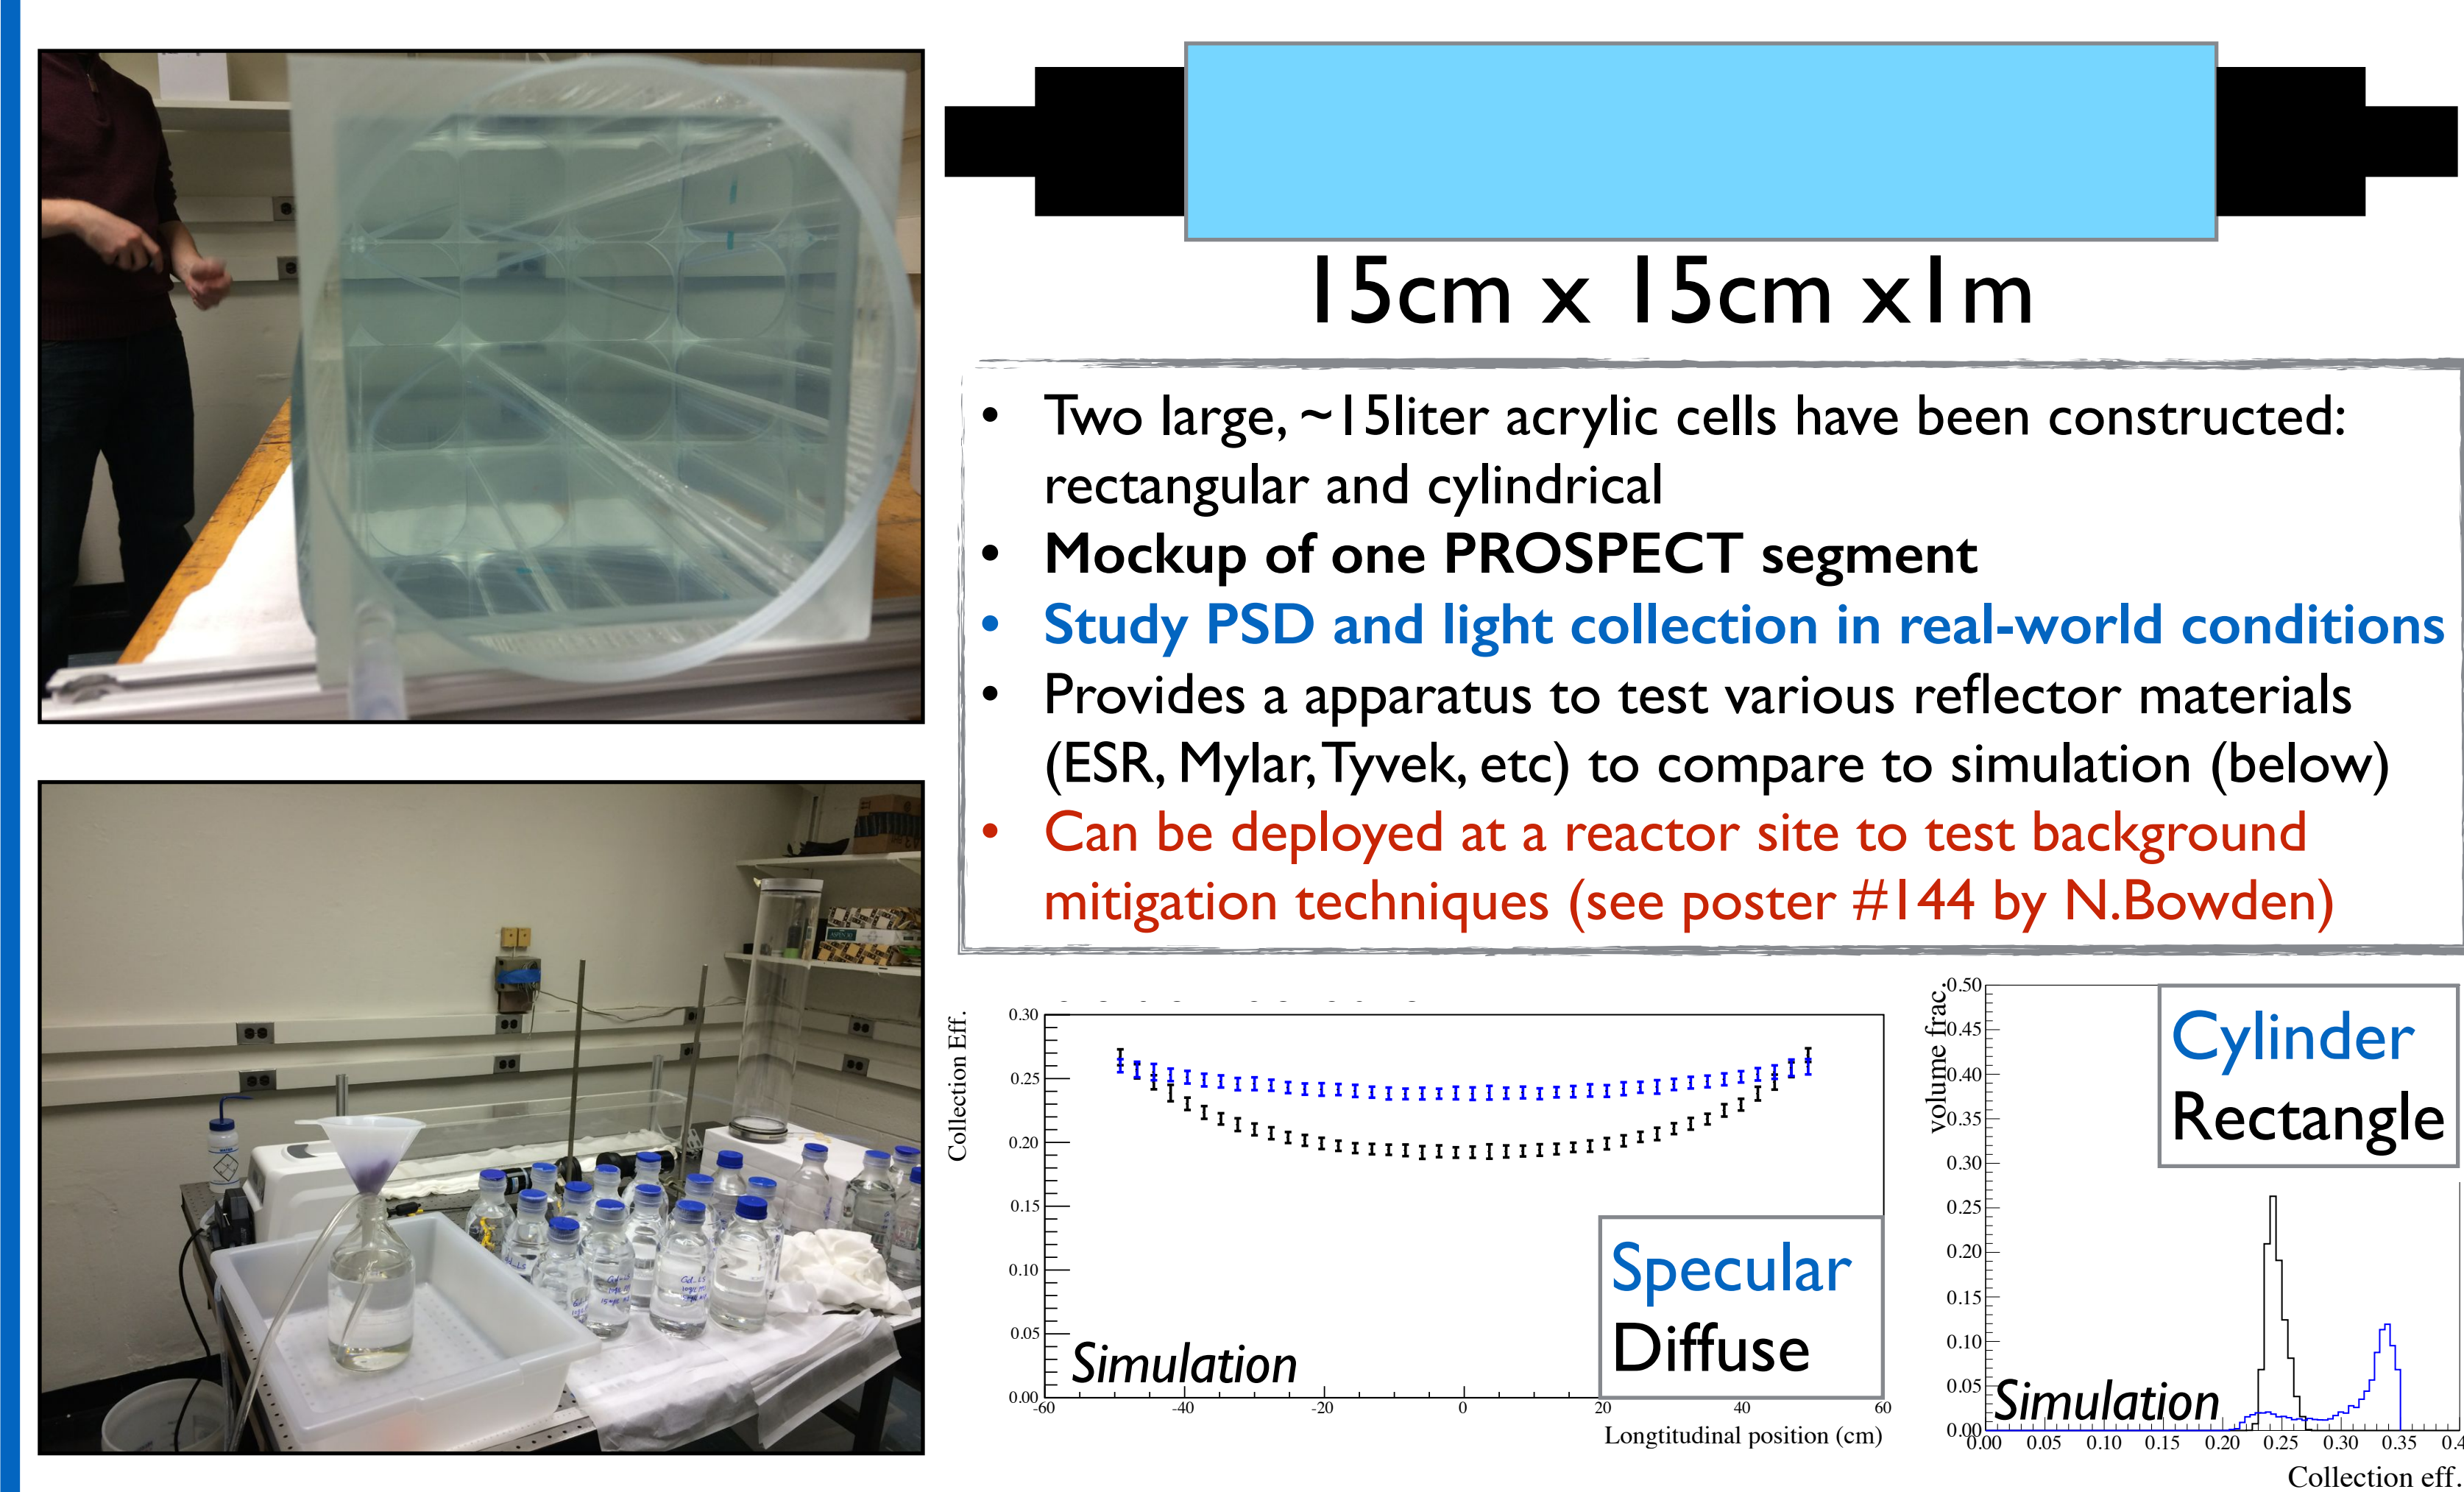 15cm x 15cm x1m
• Two large, ~15liter acrylic cells have been constructed:
rectangular and cylindrical
• Mockup of one PROSPECT segment
• Study PSD and light collection in real-world conditions
• Provides a apparatus to test various reflector materials
(ESR, Mylar, Tyvek, etc) to compare to simulation (below)
• Can be deployed at a reactor site to test background
mitigation techniques (see poster #144 by N.Bowden)
Collection Eff.
0.30
0.25
0.20
0.15
0.10
0.05
0.00
Specular
Diffuse
Simulation
-60 -40 -20 0 20 40 60
Longtitudinal position (cm)
volume frac.
0.50
0.45
0.40
0.35
0.30
0.25
0.20
0.15
0.10
0.05
0.00
Cylinder
Rectangle
Simulation
0.00 0.05 0.10 0.15 0.20 0.25 0.30 0.35 0.4
Collection eff.